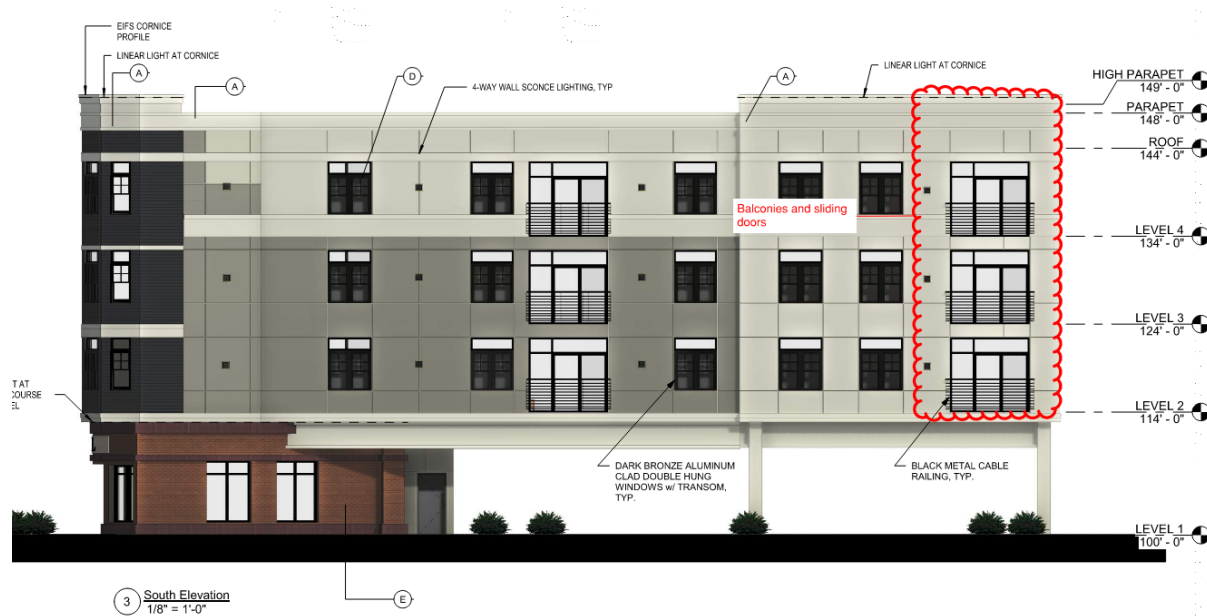 EIFS CORNICE
PROFILE
LINEAR LIGHT AT CORNICE
A
A
D
4-WAY WALL SCONCE LIGHTING, TYP
A
LINEAR LIGHT AT CORNICE
HIGH PARAPET
149' - 0"
PARAPET
148' - 0"
ROOF
144' - 0"
Balconies and sliding
doors
LEVEL 4
134' - 0"
LEVEL 3
124' - 0"
T AT
COURSE
EL
LEVEL 2
114' - 0"
DARK BRONZE ALUMINUM
CLAD DOUBLE HUNG
WINDOWS w/ TRANSOM,
TYP.
BLACK METAL CABLE
RAILING, TYP.
LEVEL 1
100' - 0"
3
South Elevation
1/8" = 1'-0"
E